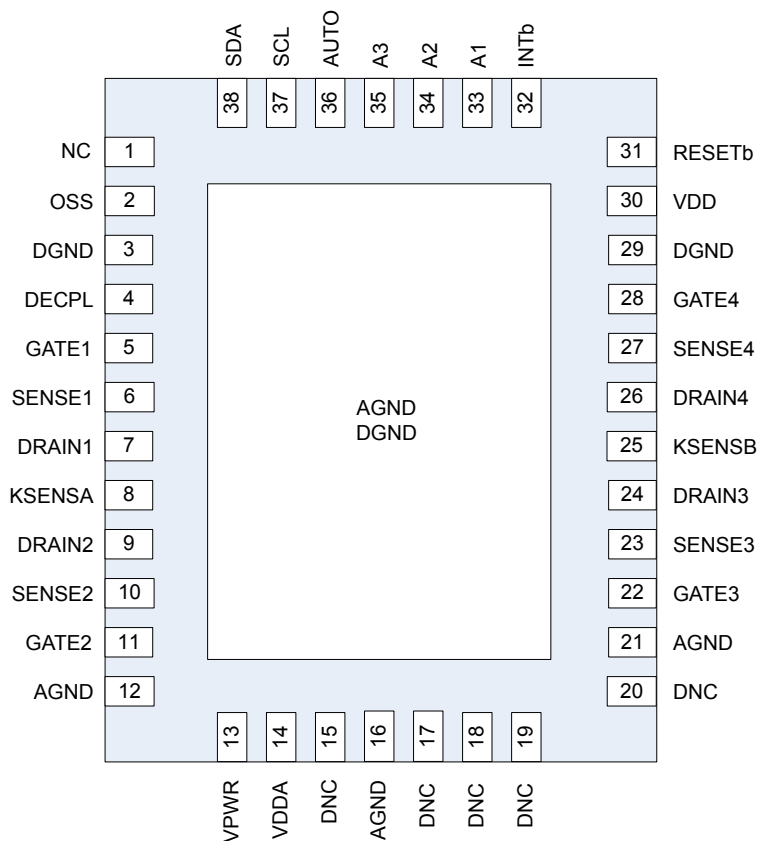 SDA
SCL
AUTO
A3
A2
A1
INTb
38
37
36
35
34
33
32
NC 1
31 RESETb
OSS 2
30 VDD
DGND 3
29 DGND
DECPL 4
28 GATE4
GATE1 5
27 SENSE4
SENSE1 6
26 DRAIN4
DRAIN1 7
25 KSENSB
KSENSA 8
24 DRAIN3
DRAIN2 9
23 SENSE3
SENSE2 10
22 GATE3
GATE2 11
21 AGND
AGND 12
20 DNC
AGND
DGND
13
14
15
16
17
18
19
VPWR
VDDA
DNC
AGND
DNC
DNC
DNC